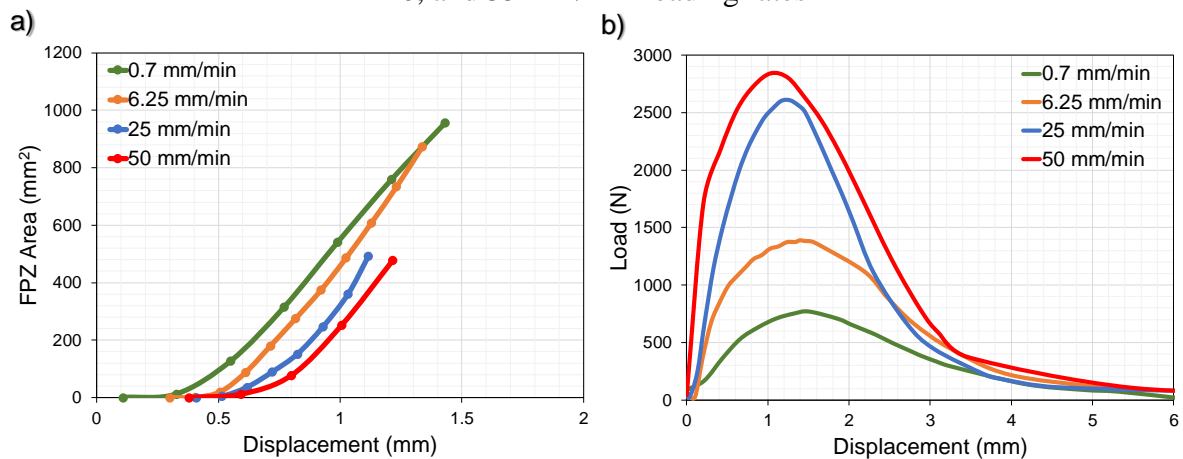 a)
1200
1000
800
600
400
200
0
0
0.5
1
1.5
2
FPZ Area (mm²)
Displacement (mm)
0.7 mm/min
6.25 mm/min
25 mm/min
50 mm/min
b)
3000
2500
2000
1500
1000
500
0
0
1
2
3
4
5
6
Load (N)
Displacement (mm)
0.7 mm/min
6.25 mm/min
25 mm/min
50 mm/min